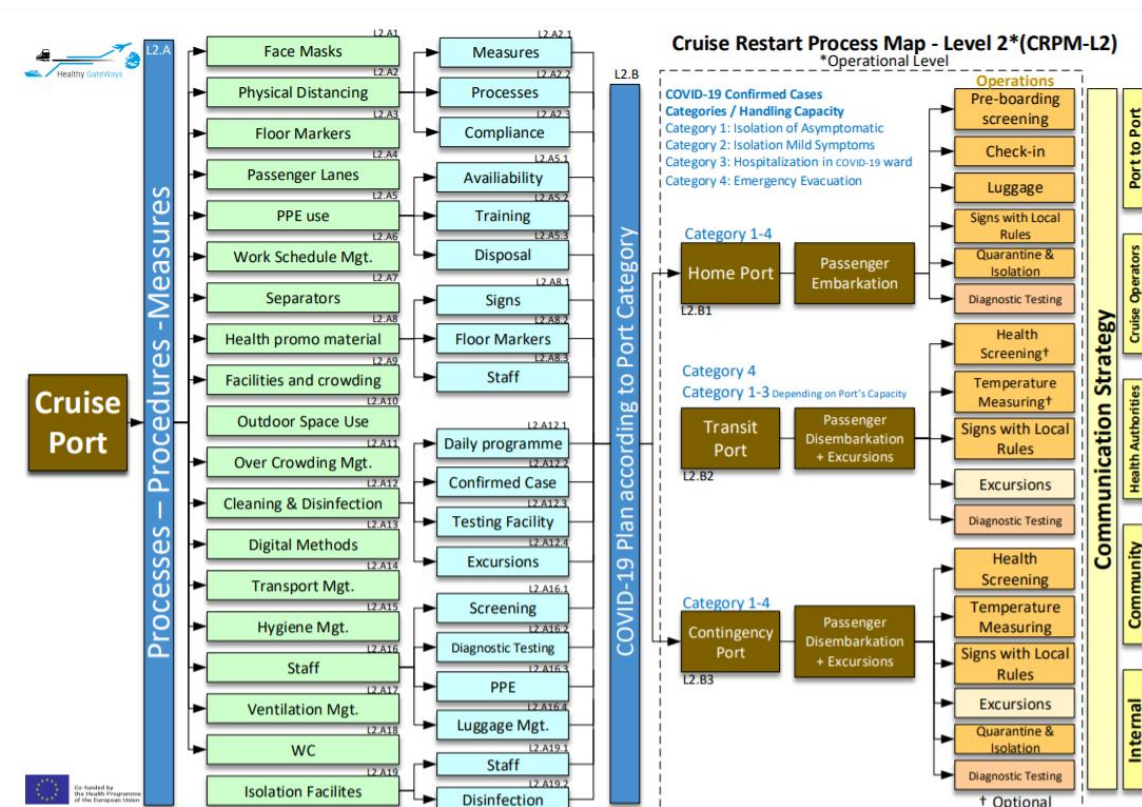 Cruise Restart Process Map - Level 2*(CRPM-L2)
*Operational Level
Healthy GateWays
Cruise
Port
L2.A
Processes – Procedures -Measures
L2.A1
Face Masks
L2.A2
Physical Distancing
L2.A3
Floor Markers
L2.A4
Passenger Lanes
L2.A5
PPE use
L2.A6
Work Schedule Mgt.
L2.A7
Separators
L2.A8
Health promo material
L2.A9
Facilities and crowding
L2.A10
Outdoor Space Use
L2.A11
Over Crowding Mgt.
L2.A12
Cleaning & Disinfection
L2.A13
Digital Methods
L2.A14
Transport Mgt.
L2.A15
Hygiene Mgt.
L2.A16
Staff
L2.A17
Ventilation Mgt.
L2.A18
WC
L2.A19
Isolation Facilites
L2.A2.1
Measures
L2.A2.2
Processes
L2.A2.3
Compliance
L2.A5.1
Availiability
L2.A5.2
Training
L2.A5.3
Disposal
L2.A8.1
Signs
L2.A8.2
Floor Markers
L2.A8.3
Staff
L2.A12.1
Daily programme
L2.A12.2
Confirmed Case
L2.A12.3
Testing Facility
L2.A12.4
Excursions
L2.A16.1
Screening
L2.A16.2
Diagnostic Testing
L2.A16.3
PPE
L2.A16.4
Luggage Mgt.
L2.A19.1
Staff
L2.A19.2
Disinfection
L2.B
COVID-19 Plan according to Port Category
COVID-19 Confirmed Cases
Categories / Handling Capacity
Category 1: Isolation of Asymptomatic
Category 2: Isolation Mild Symptoms
Category 3: Hospitalization in COVID-19 ward
Category 4: Emergency Evacuation
Category 1-4
Home Port
L2.B1
Passenger
Embarkation
Category 4
Category 1-3 Depending on Port's Capacity
Transit
Port
L2.B2
Passenger
Disembarkation
+ Excursions
Category 1-4
Contingency
Port
L2.B3
Passenger
Disembarkation
+ Excursions
Operations
Pre-boarding
screening
Check-in
Luggage
Signs with Local
Rules
Quarantine &
Isolation
Diagnostic Testing
Health
Screening†
Temperature
Measuring†
Signs with Local
Rules
Excursions
Diagnostic Testing
Health
Screening
Temperature
Measuring
Signs with Local
Rules
Excursions
Quarantine &
Isolation
Diagnostic Testing
† Optional
Communication Strategy
Port to Port
Cruise Operators
Health Authorities
Community
Internal
Co-funded by
the Health Programme
of the European Union